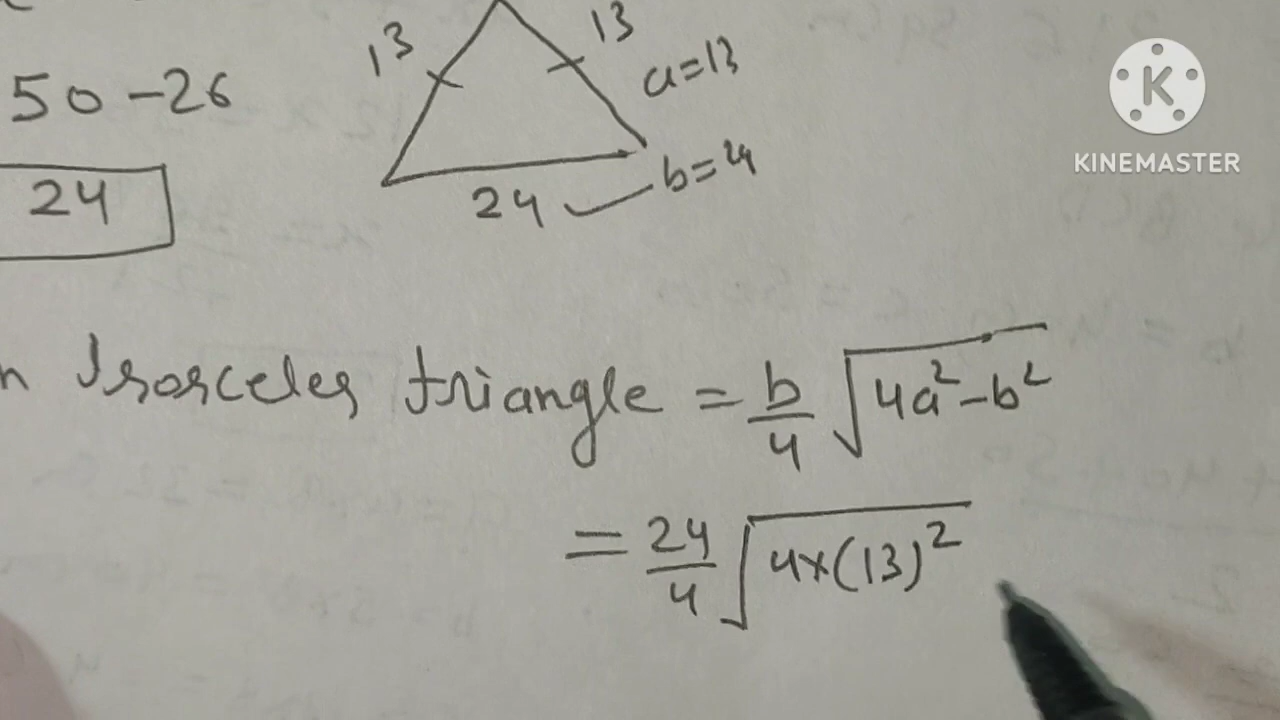 13
13
a=13
50-26
K
KINEMASTER
b=24
24
24
n Isosceles triangle = b/4 √4a²-b²
= 24/4 √4×(13)²